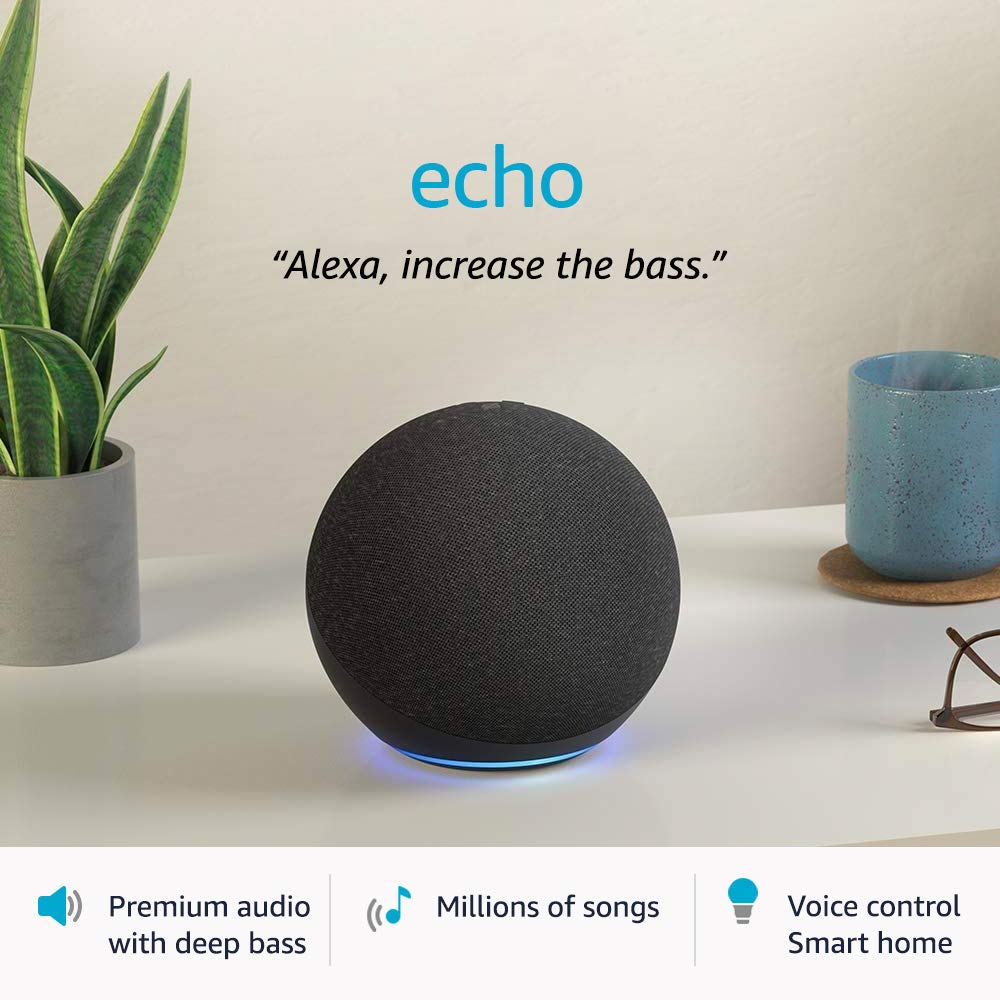 echo
“Alexa, increase the bass.”
Premium audio
with deep bass
Millions of songs
Voice control
Smart home